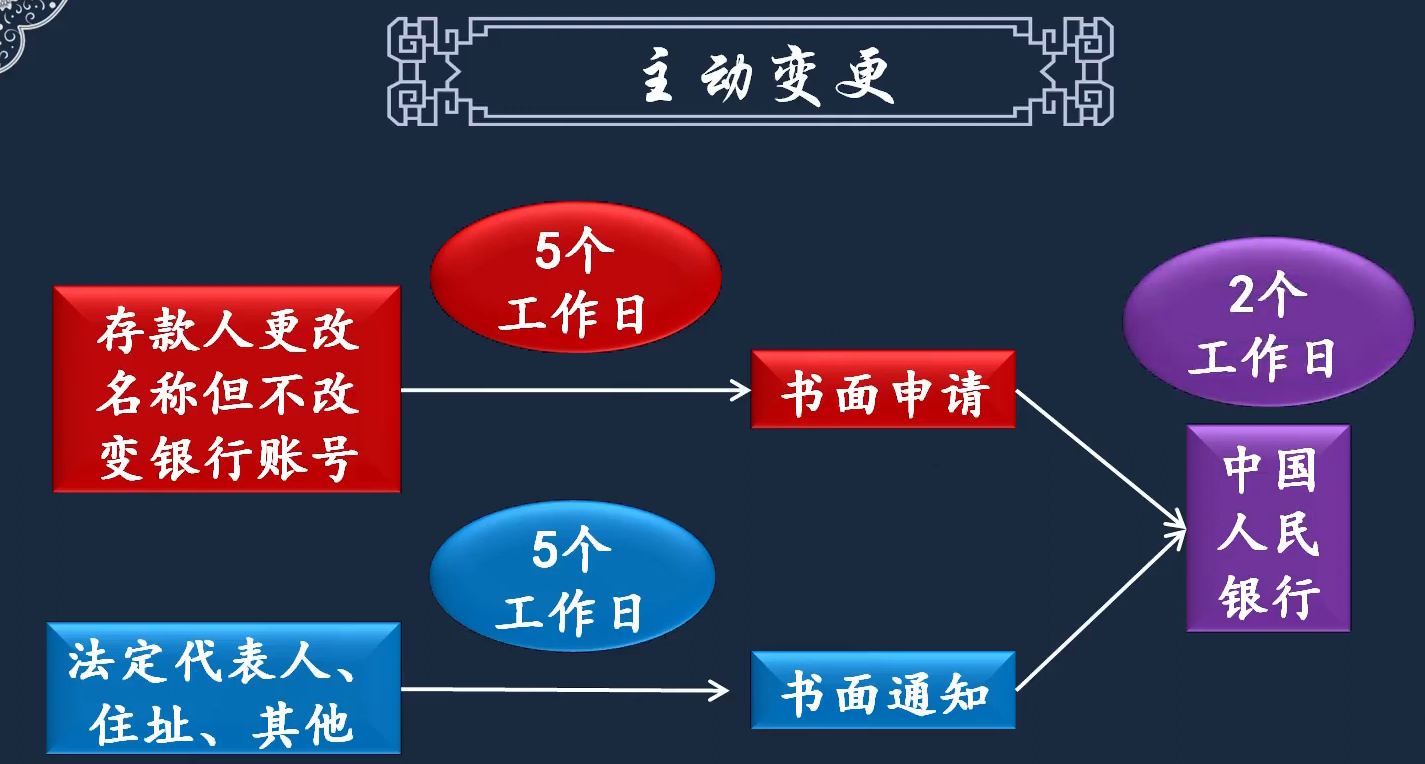 主动变更
5个
工作日
存款人更改
名称但不改
变银行账号
书面申请
2个
工作日
中国
人民
银行
5个
工作日
法定代表人、
住址、其他
书面通知